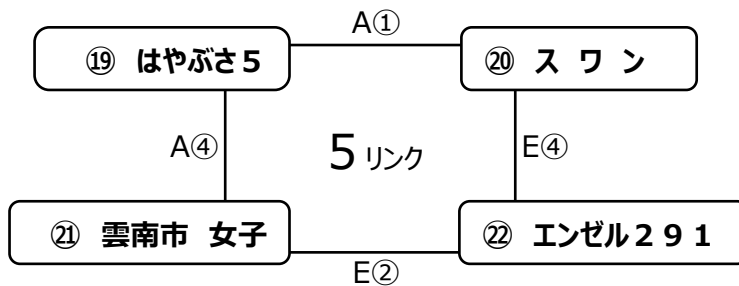 A①
⑲ はやぶさ５
⑳ ス ワ ン
A④
５ リンク
E④
㉑ 雲南市 女子
㉒ エンゼル２９１
E②